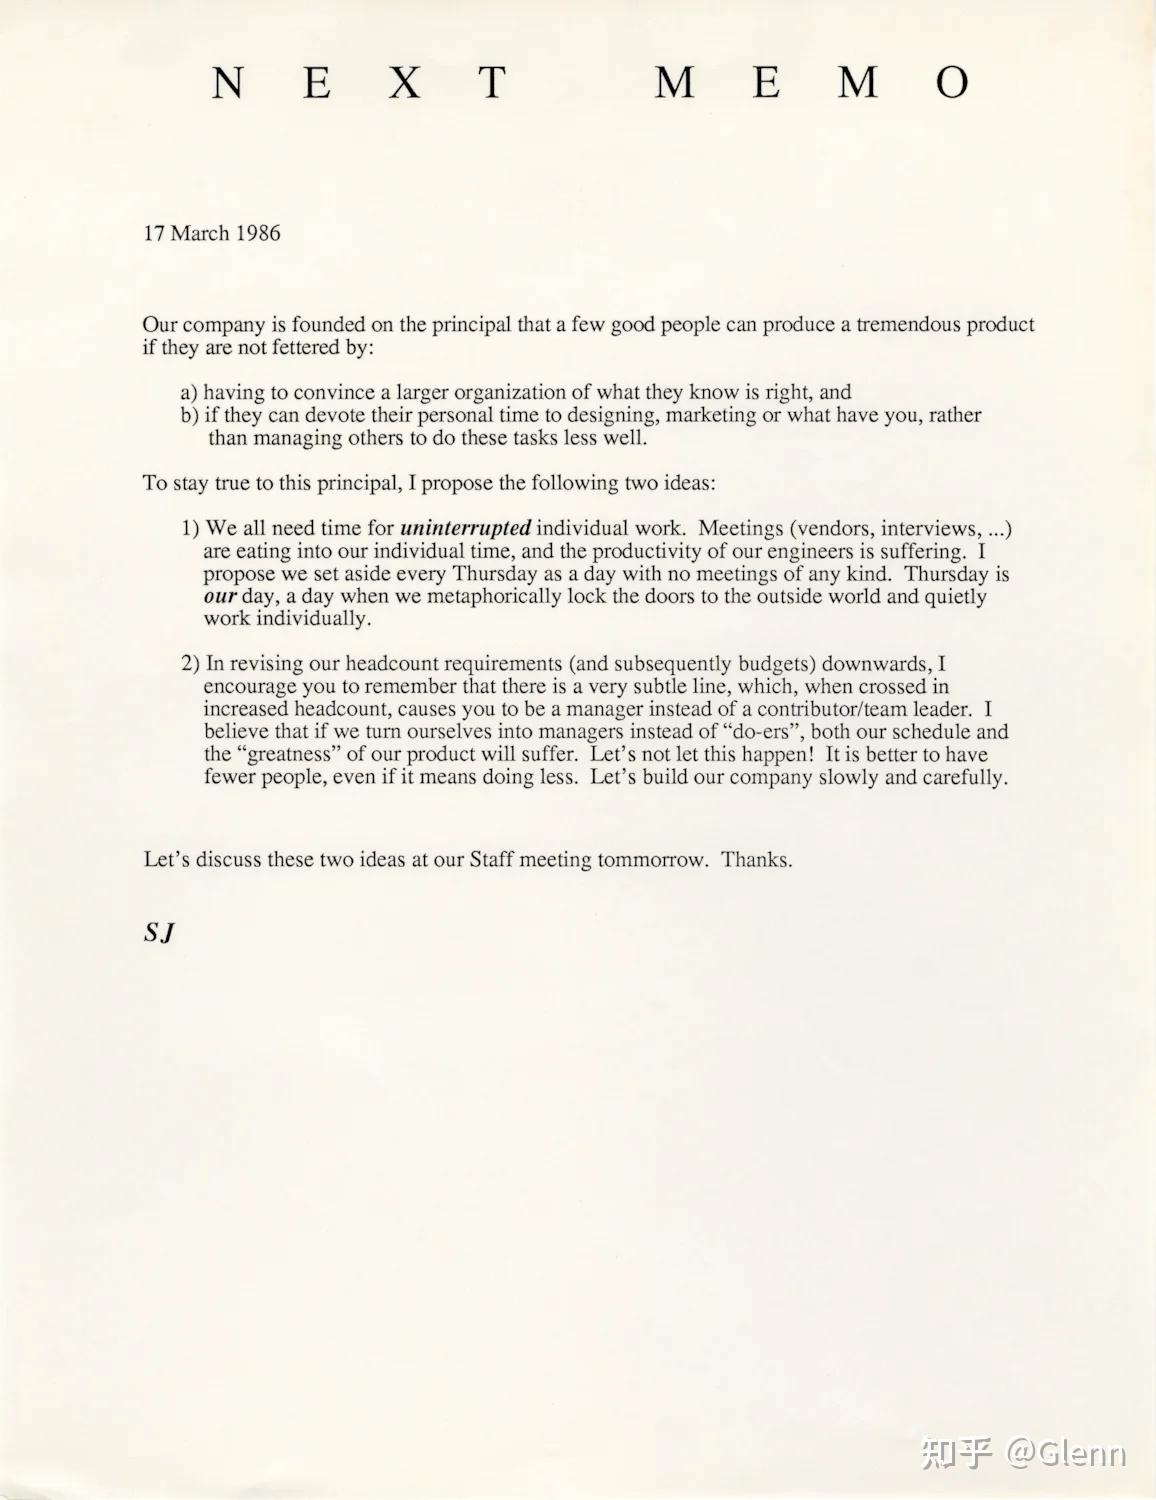 NEXT MEMO
17 March 1986
Our company is founded on the principal that a few good people can produce a tremendous product
if they are not fettered by:
a) having to convince a larger organization of what they know is right, and
b) if they can devote their personal time to designing, marketing or what have you, rather
than managing others to do these tasks less well.
To stay true to this principal, I propose the following two ideas:
1) We all need time for uninterrupted individual work.  Meetings (vendors, interviews, ...)
are eating into our individual time, and the productivity of our engineers is suffering.  I
propose we set aside every Thursday as a day with no meetings of any kind.  Thursday is
our day, a day when we metaphorically lock the doors to the outside world and quietly
work individually.
2) In revising our headcount requirements (and subsequently budgets) downwards, I
encourage you to remember that there is a very subtle line, which, when crossed in
increased headcount, causes you to be a manager instead of a contributor/team leader.  I
believe that if we turn ourselves into managers instead of “do-ers”, both our schedule and
the “greatness” of our product will suffer.  Let’s not let this happen!  It is better to have
fewer people, even if it means doing less.  Let’s build our company slowly and carefully.
Let’s discuss these two ideas at our Staff meeting tommorrow.  Thanks.
SJ
知乎 @Glenn